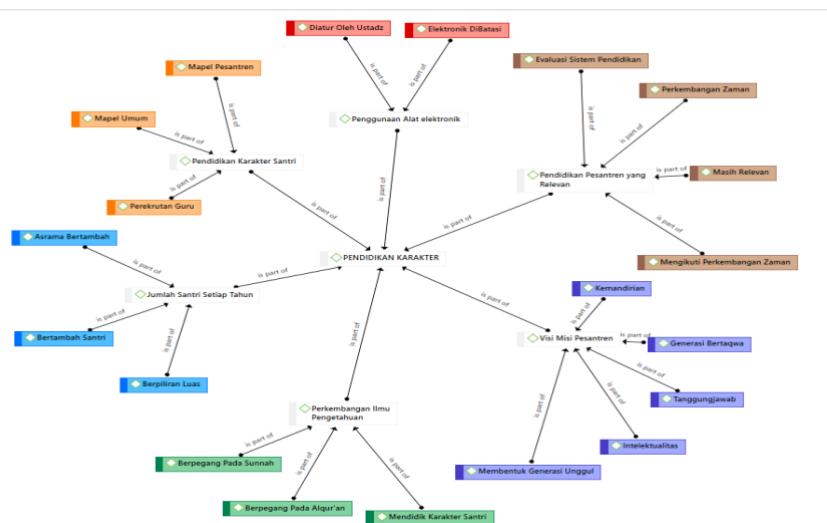 Diatur Oleh Ustadz
Elektronik DiBatasi
is part of
is part of
Penggunaan Alat elektronik
is part of
Mapel Pesantren
Mapel Umum
is part of
is part of
Pendidikan Karakter Santri
is part of
Perekrutan Guru
is part of
Evaluasi Sistem Pendidikan
Perkembangan Zaman
is part of
is part of
Pendidikan Pesantren yang
Relevan
is part of
Masih Relevan
is part of
Mengikuti Perkembangan Zaman
is part of
Asrama Bertambah
is part of
Jumlah Santri Setiap Tahun
is part of
is part of
Bertambah Santri
is part of
Berpiliran Luas
PENDIDIKAN KARAKTER
is part of
Kemandirian
is part of
Visi Misi Pesantren
is part of
Generasi Bertaqwa
is part of
Tanggungjawab
is part of
Intelektualitas
is part of
Membentuk Generasi Unggul
is part of
Perkembangan Ilmu
Pengetahuan
is part of
Berpegang Pada Sunnah
is part of
Berpegang Pada Alqur'an
is part of
Mendidik Karakter Santri